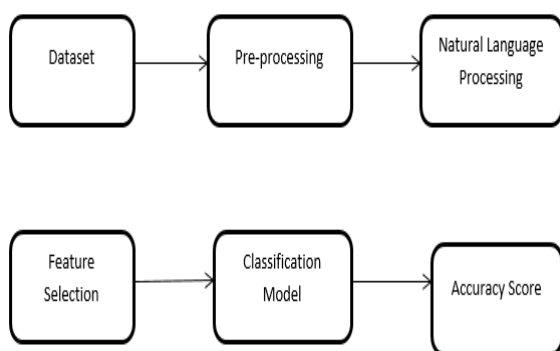 Dataset
Pre-processing
Natural Language
Processing
Feature
Selection
Classification
Model
Accuracy Score